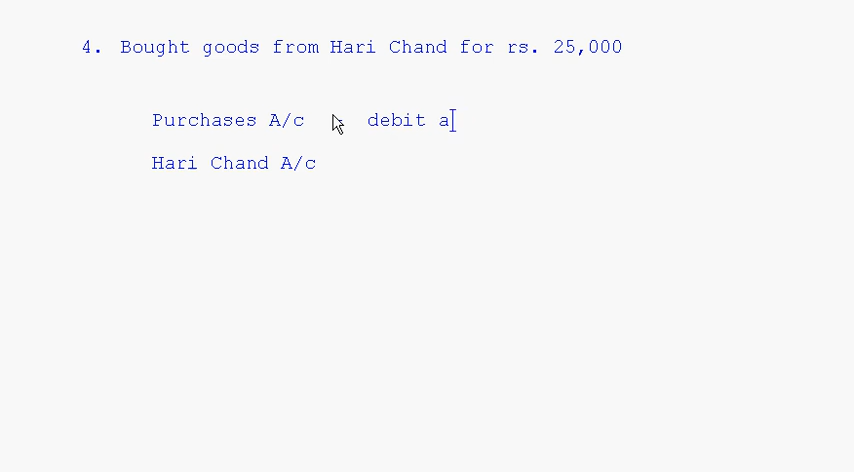 4. Bought goods from Hari Chand for rs. 25,000
Purchases A/c - debit a
Hari Chand A/c